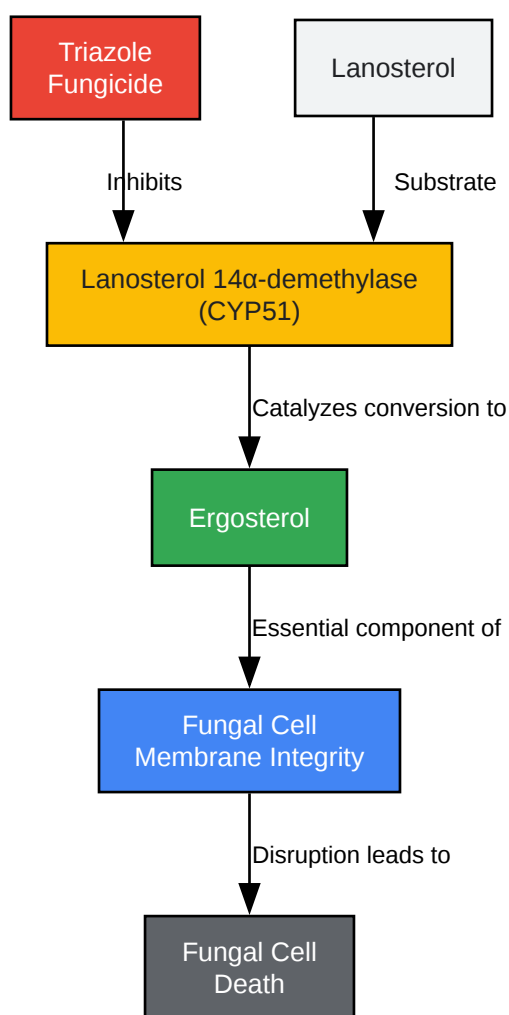 Triazole
Fungicide
Lanosterol
Inhibits
Substrate
Lanosterol 14α-demethylase
(CYP51)
Catalyzes conversion to
Ergosterol
Essential component of
Fungal Cell
Membrane Integrity
Disruption leads to
Fungal Cell
Death